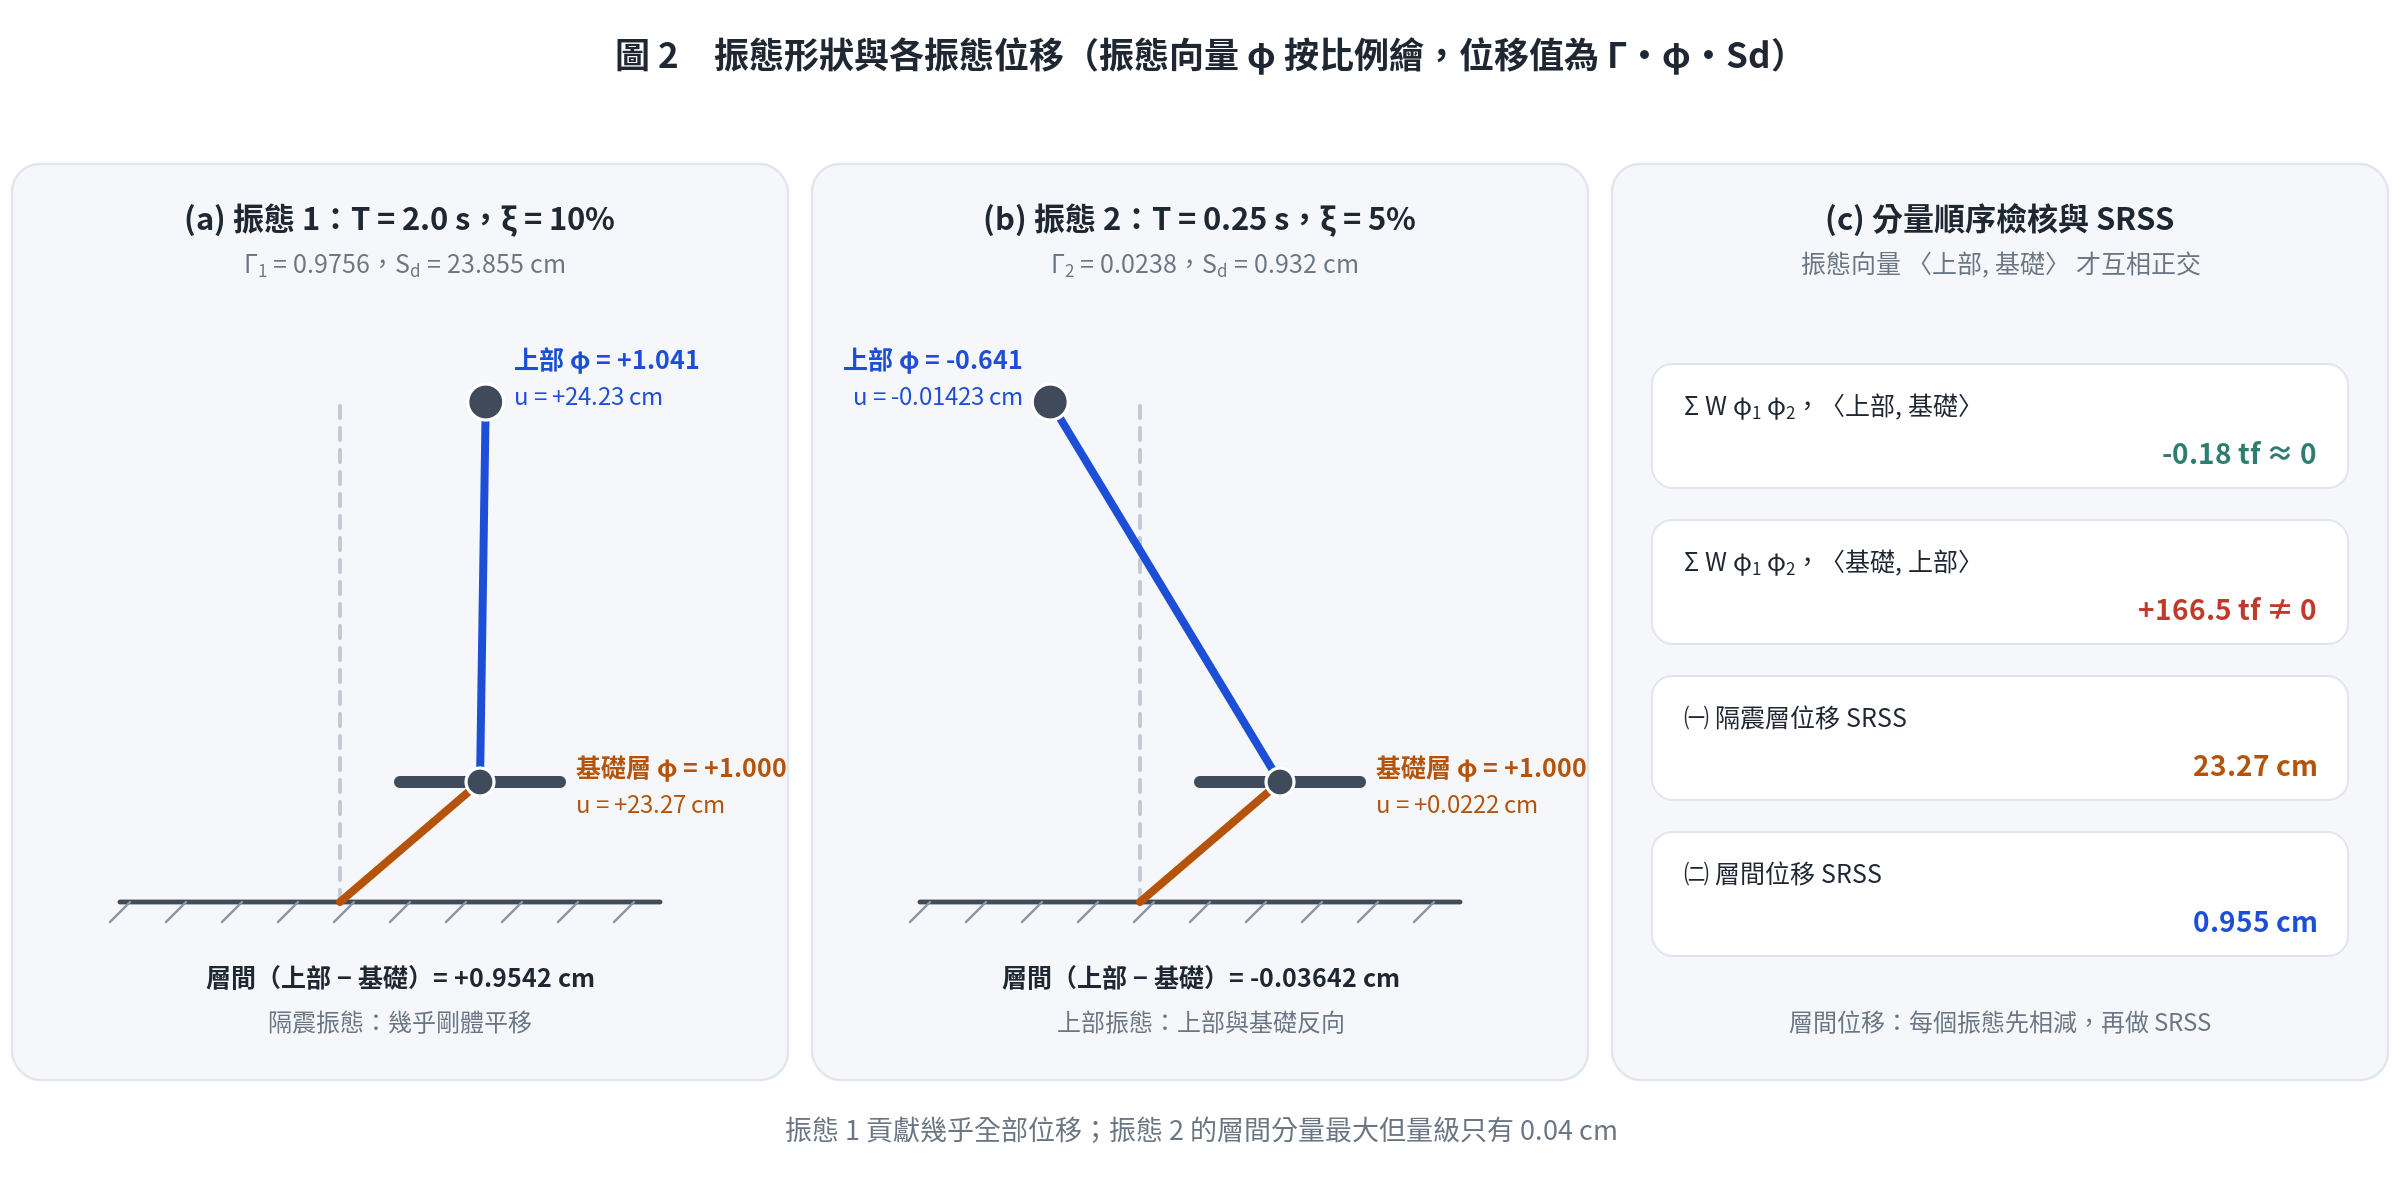 圖 2　振態形狀與各振態位移（振態向量 ϕ 按比例繪，位移值為 Γ・ϕ・Sd）
(a) 振態 1：T = 2.0 s，ξ = 10%
Γ₁ = 0.9756，S_d = 23.855 cm
上部 ϕ = +1.041
u = +24.23 cm
基礎層 ϕ = +1.000
u = +23.27 cm
層間（上部 − 基礎）= +0.9542 cm
隔震振態：幾乎剛體平移
(b) 振態 2：T = 0.25 s，ξ = 5%
Γ₂ = 0.0238，S_d = 0.932 cm
上部 ϕ = -0.641
u = -0.01423 cm
基礎層 ϕ = +1.000
u = +0.0222 cm
層間（上部 − 基礎）= -0.03642 cm
上部振態：上部與基礎反向
(c) 分量順序檢核與 SRSS
振態向量 〈上部, 基礎〉 才互相正交
Σ W ϕ₁ ϕ₂，〈上部, 基礎〉
-0.18 tf ≈ 0
Σ W ϕ₁ ϕ₂，〈基礎, 上部〉
+166.5 tf ≠ 0
㈠ 隔震層位移 SRSS
23.27 cm
㈡ 層間位移 SRSS
0.955 cm
層間位移：每個振態先相減，再做 SRSS
振態 1 貢獻幾乎全部位移；振態 2 的層間分量最大但量級只有 0.04 cm